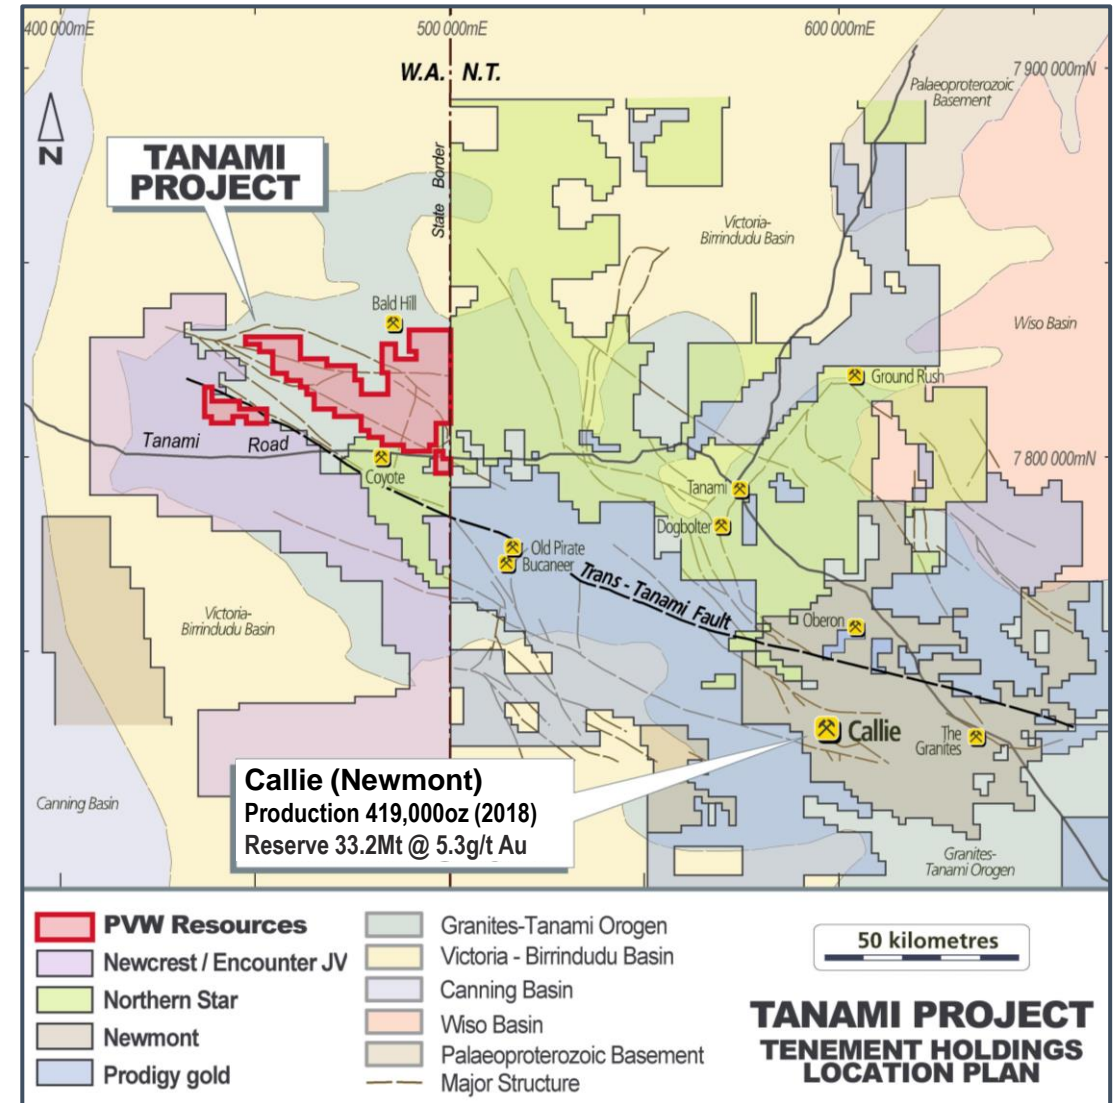 400 000mE
500 000mE
600 000mE
W.A. N.T.
7 900 000mN
Palaeoproterozoic
Basement
N
TANAMI
PROJECT
State Border
Victoria-
Birrindudu Basin
Bald Hill
Wiso Basin
Ground Rush
Tanami Road
7 800 000mN
Coyote
Tanami
Dogbolter
Old Pirate
Bucaneer
Trans - Tanami Fault
Victoria-
Birrindudu Basin
Oberon
Callie
The
Granites
Callie (Newmont)
Production 419,000oz (2018)
Reserve 33.2Mt @ 5.3g/t Au
Canning Basin
Granites-
Tanami Orogen
PVW Resources
Newcrest / Encounter JV
Northern Star
Newmont
Prodigy gold
Granites-Tanami Orogen
Victoria - Birrindudu Basin
Canning Basin
Wiso Basin
Palaeoproterozoic Basement
Major Structure
50 kilometres
TANAMI PROJECT
TENEMENT HOLDINGS
LOCATION PLAN